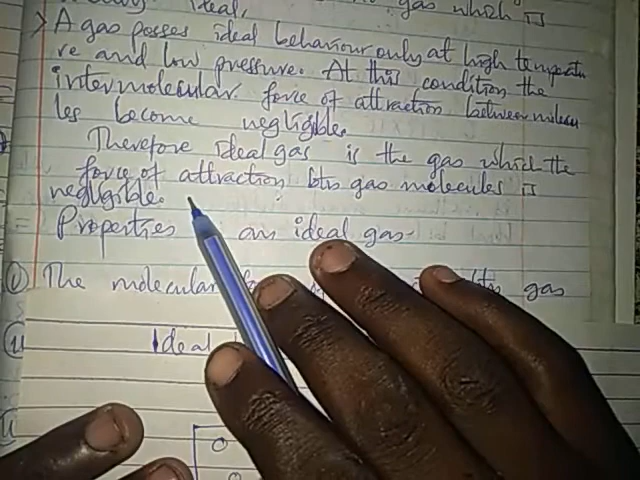 ideal, gas which is
> A gas posses ideal behaviour only at high temperatu
re and low pressure. At this condition the
intermolecular force of attraction between molecu
les become negligible.
Therefore ideal gas is the gas which the
force of attraction btn gas molecules is
negligible.
= Properties an ideal gas.
(i) The molecular btn gas
(ii) Ideal